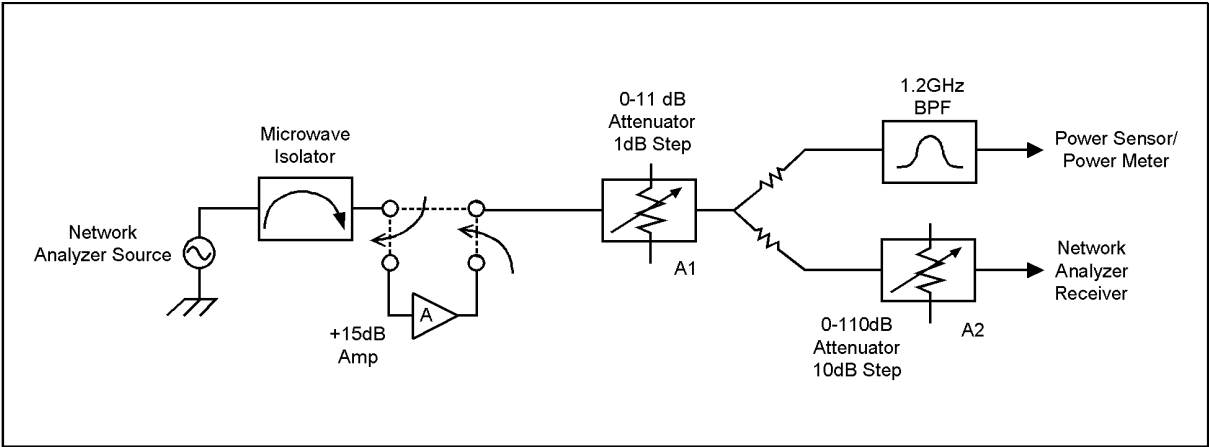 Network
Analyzer Source
Microwave
Isolator
+15dB
Amp
A
0-11 dB
Attenuator
1dB Step
A1
1.2GHz
BPF
Power Sensor/
Power Meter
Network
Analyzer
Receiver
0-110dB
Attenuator
10dB Step
A2